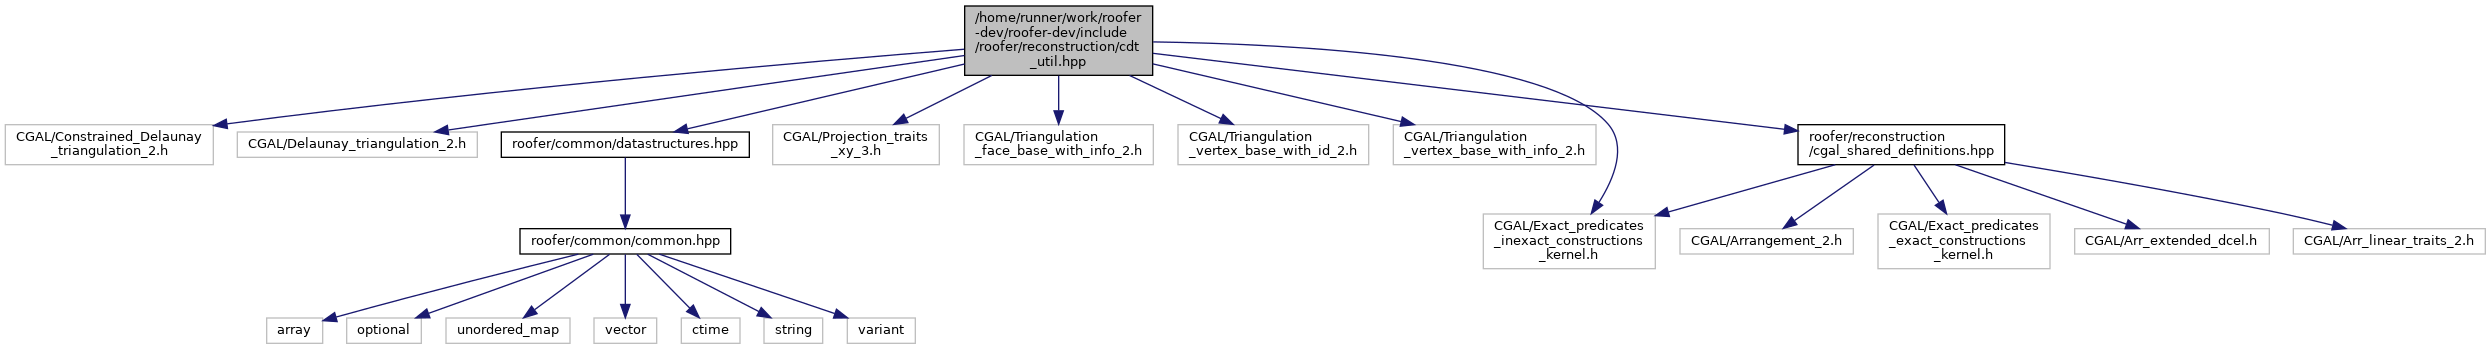 /home/runner/work/roofer
-dev/roofer-dev/include
/roofer/reconstruction/cdt
_util.hpp
CGAL/Constrained_Delaunay
_triangulation_2.h
CGAL/Delaunay_triangulation_2.h
roofer/common/datastructures.hpp
CGAL/Projection_traits
_xy_3.h
CGAL/Triangulation
_face_base_with_info_2.h
CGAL/Triangulation
_vertex_base_with_id_2.h
CGAL/Triangulation
_vertex_base_with_info_2.h
roofer/reconstruction
/cgal_shared_definitions.hpp
roofer/common/common.hpp
CGAL/Exact_predicates
_inexact_constructions
_kernel.h
CGAL/Arrangement_2.h
CGAL/Exact_predicates
_exact_constructions
_kernel.h
CGAL/Arr_extended_dcel.h
CGAL/Arr_linear_traits_2.h
array
optional
unordered_map
vector
ctime
string
variant